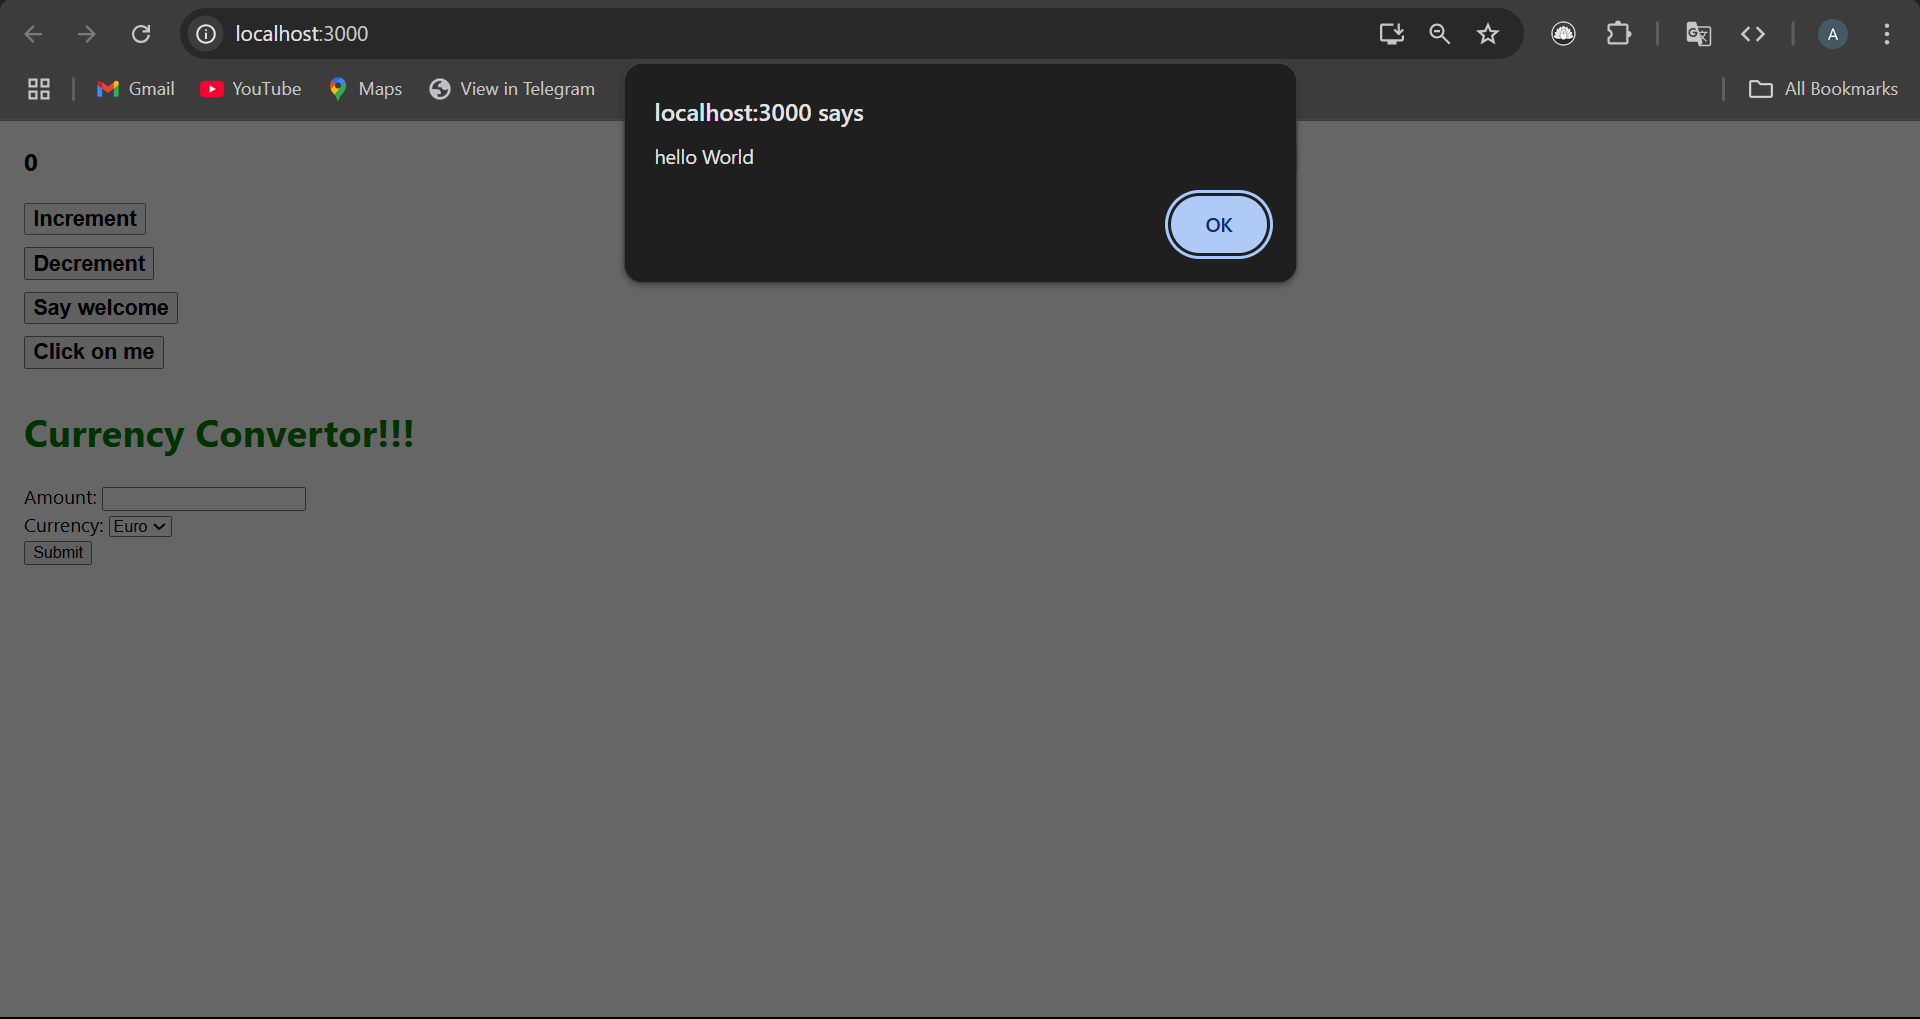 localhost:3000
A
Gmail
YouTube
Maps
View in Telegram
All Bookmarks
localhost:3000 says
hello World
OK
0
Increment
Decrement
Say welcome
Click on me
Currency Convertor!!!
Amount:
Currency: Euro
Submit